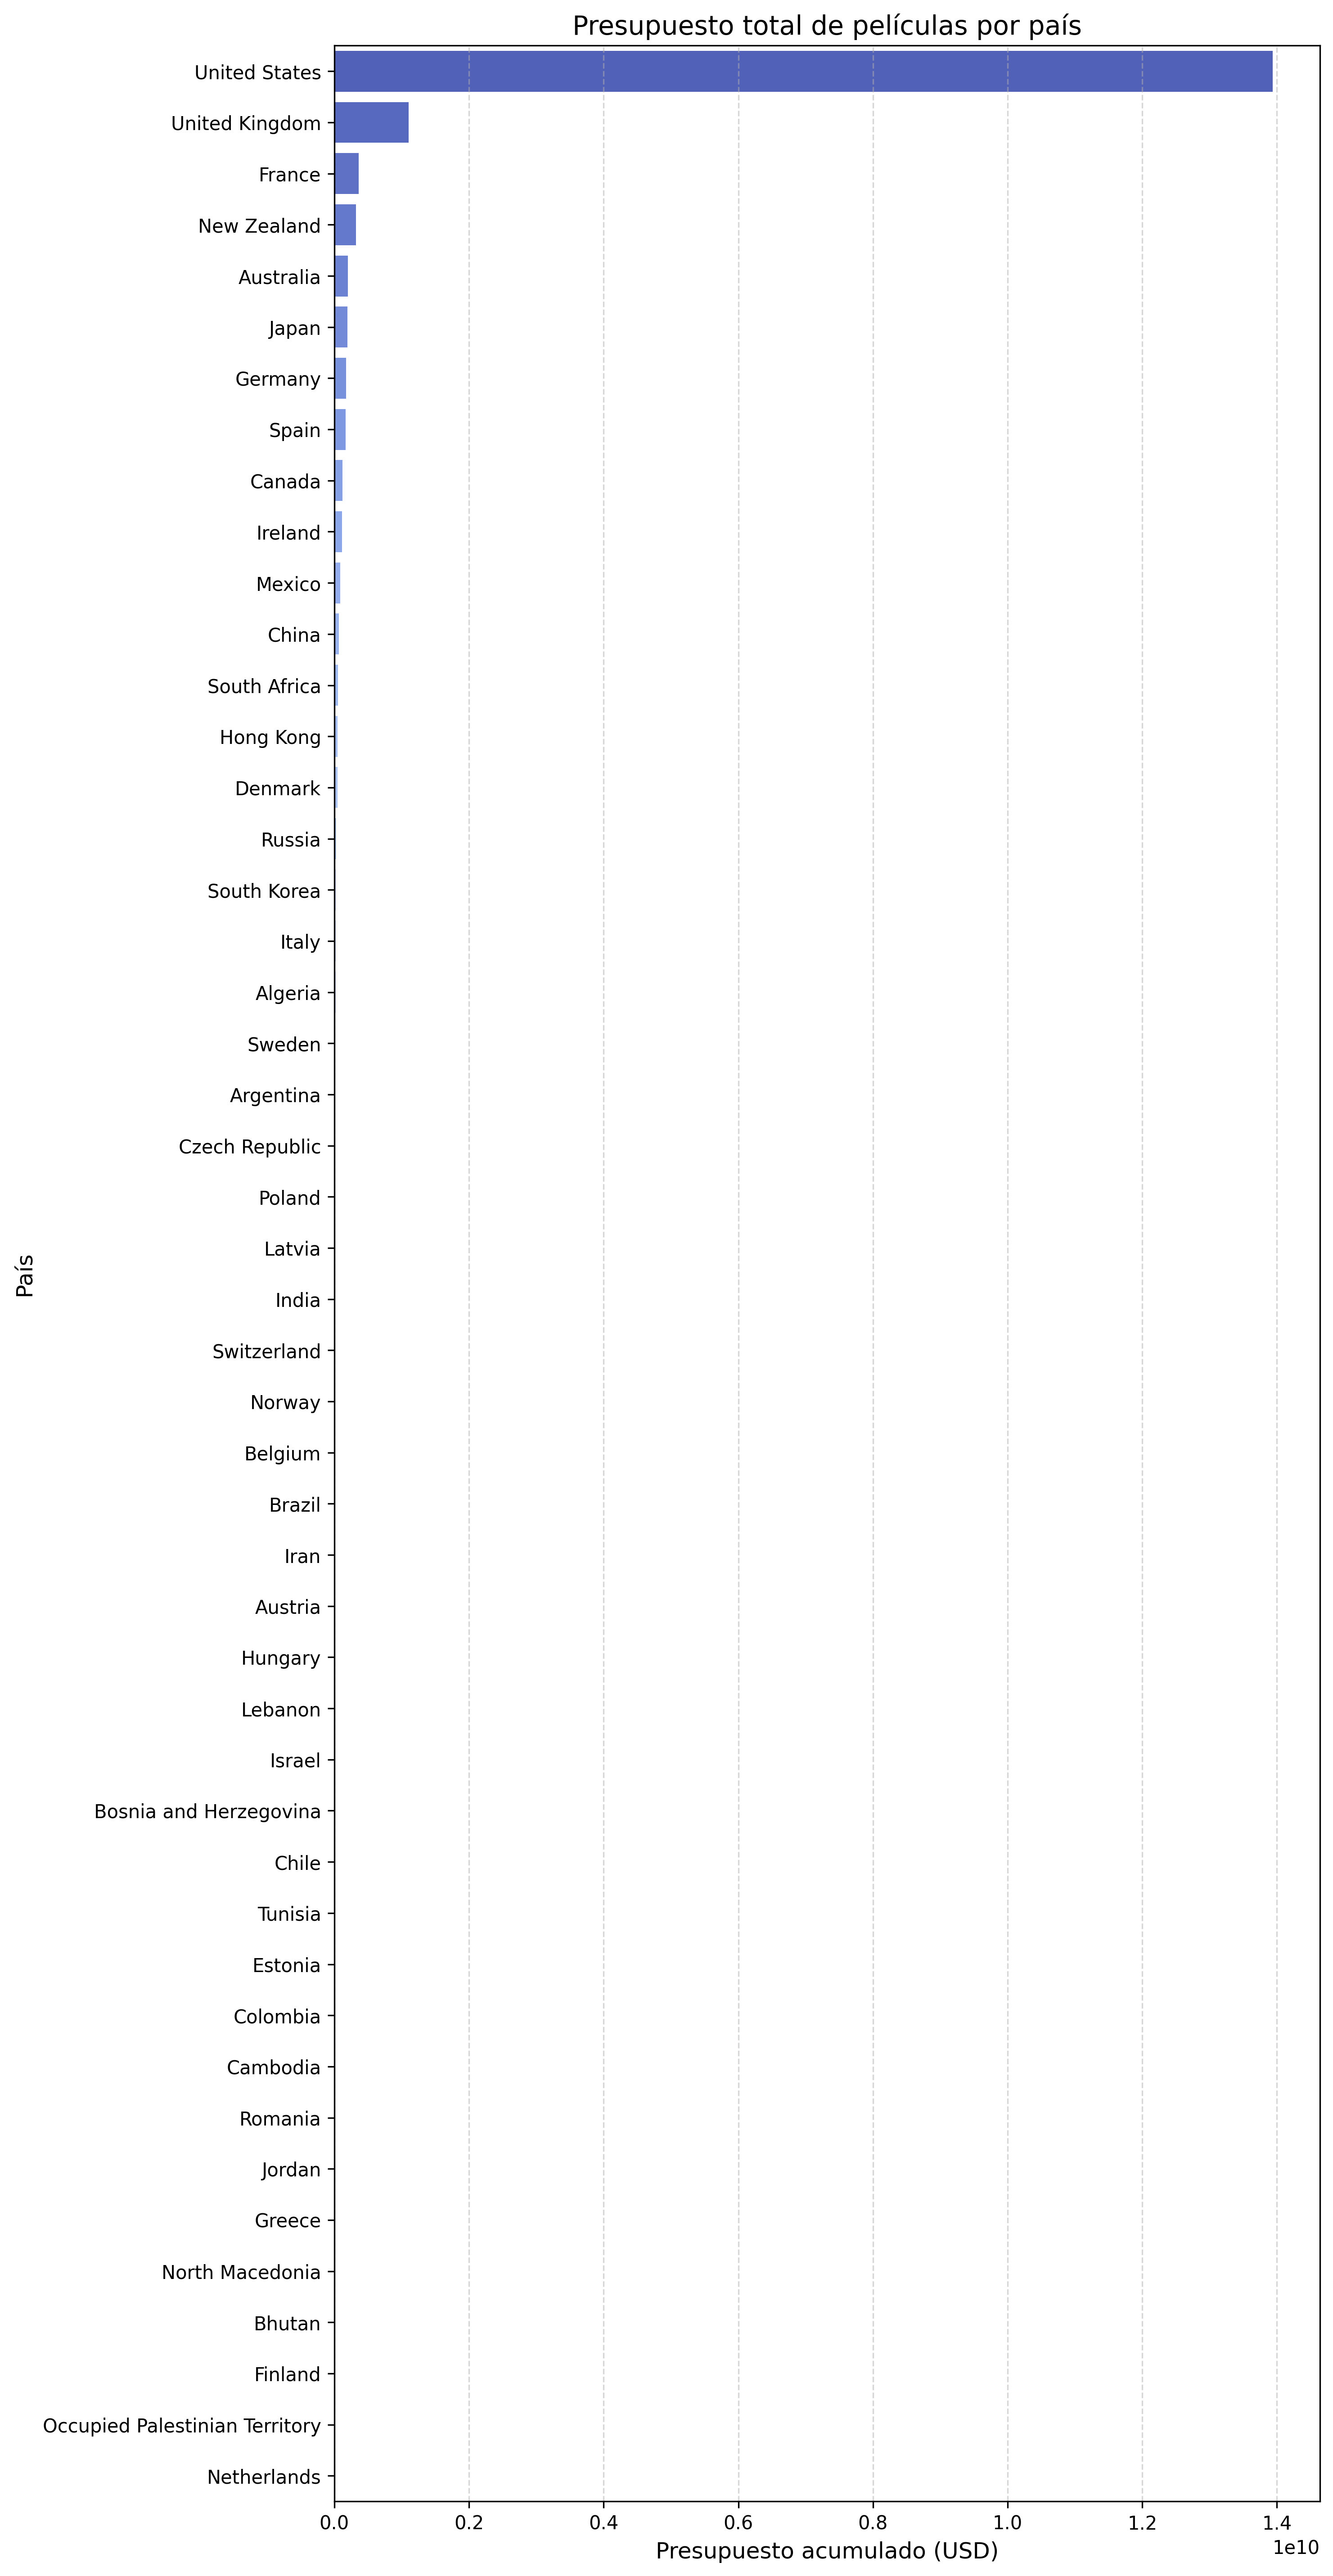 Presupuesto total de películas por país
United States
United Kingdom
France
New Zealand
Australia
Japan
Germany
Spain
Canada
Ireland
Mexico
China
South Africa
Hong Kong
Denmark
Russia
South Korea
Italy
Algeria
Sweden
Argentina
Czech Republic
Poland
Latvia
India
Switzerland
Norway
Belgium
Brazil
Iran
Austria
Hungary
Lebanon
Israel
Bosnia and Herzegovina
Chile
Tunisia
Estonia
Colombia
Cambodia
Romania
Jordan
Greece
North Macedonia
Bhutan
Finland
Occupied Palestinian Territory
Netherlands
País
0.0 0.2 0.4 0.6 0.8 1.0 1.2 1.4
1e10
Presupuesto acumulado (USD)